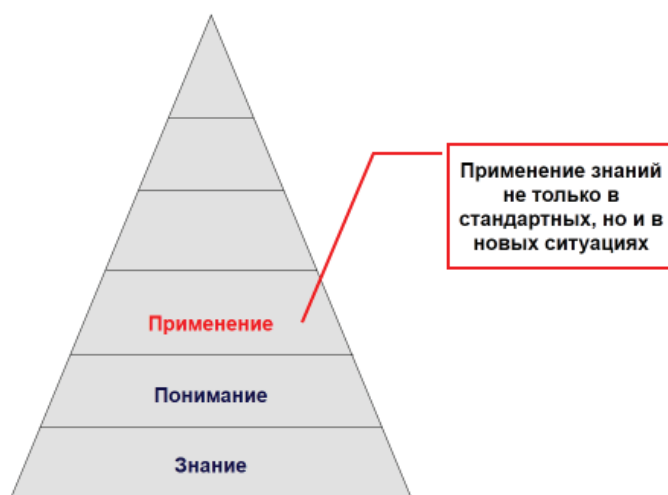 Применение знаний
не только в
стандартных, но и в
новых ситуациях
Применение
Понимание
Знание